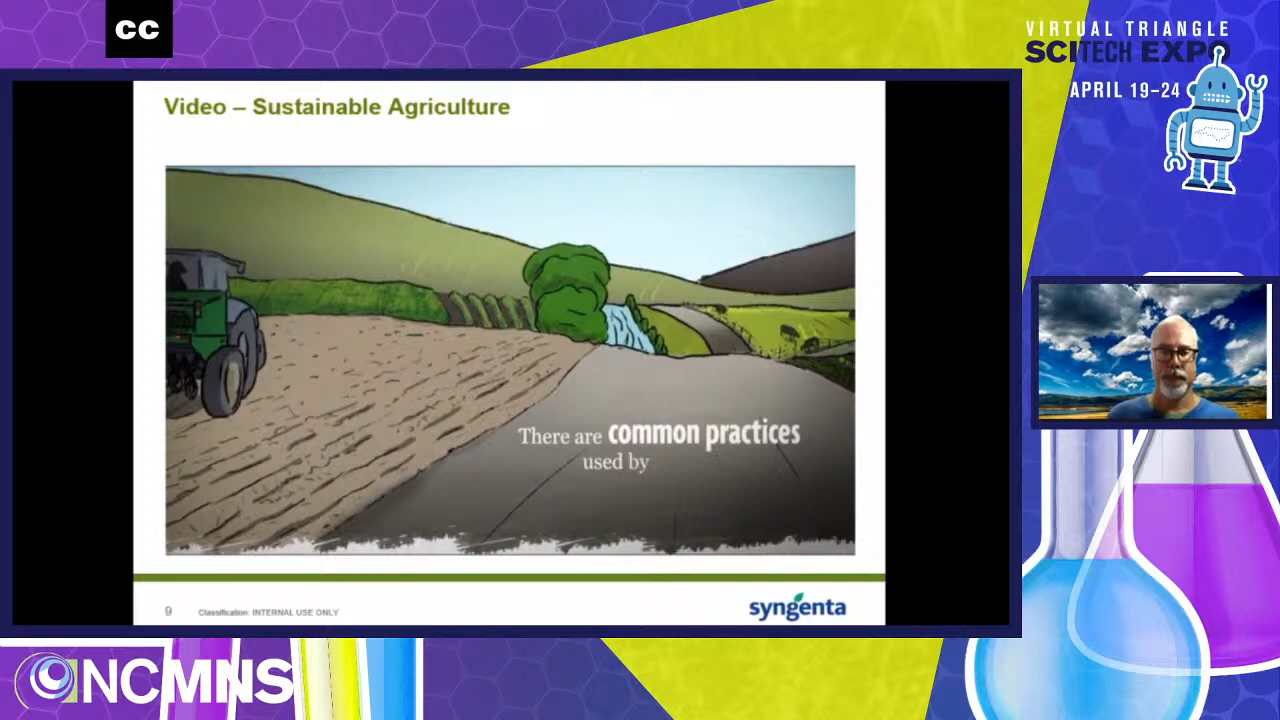 CC
VIRTUAL TRIANGLE
SCITECH EXPO
APRIL 19–24
Video – Sustainable Agriculture
There are common practices
used by
9
Classification: INTERNAL USE ONLY
syngenta
NCMNS